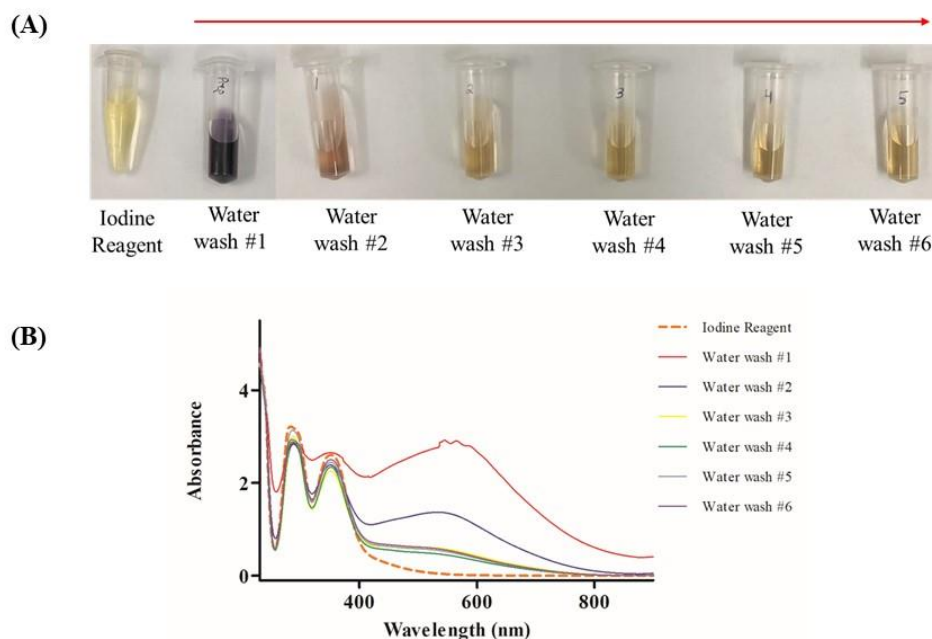 (A)
1
2
3
4
5
Iodine
Reagent
Water
wash #1
Water
wash #2
Water
wash #3
Water
wash #4
Water
wash #5
Water
wash #6
(B)
Absorbance
4
2
0
400
600
800
Wavelength (nm)
Iodine Reagent
Water wash #1
Water wash #2
Water wash #3
Water wash #4
Water wash #5
Water wash #6